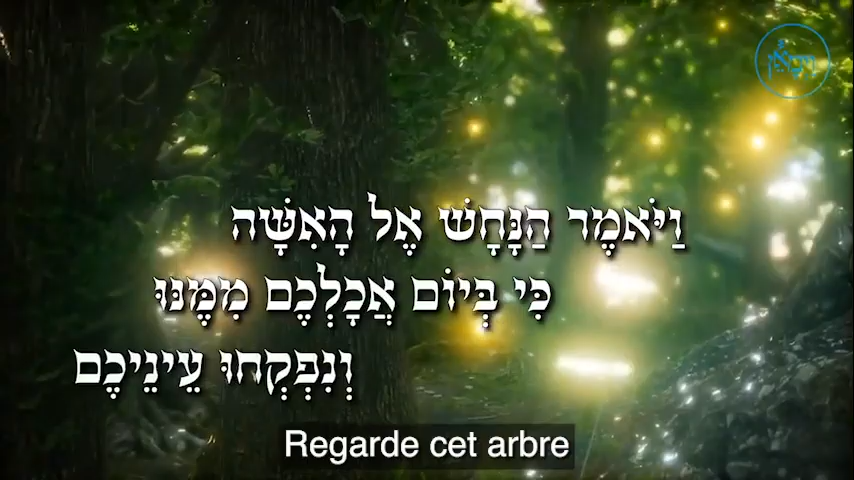 וַיֹּאמֶר הַנָּחָשׁ אֶל הָאִשָּׁה
כִּי בְּיוֹם אֲכָלְכֶם מִמֶּנּוּ
וְנִפְקְחוּ עֵינֵיכֶם
Regarde cet arbre